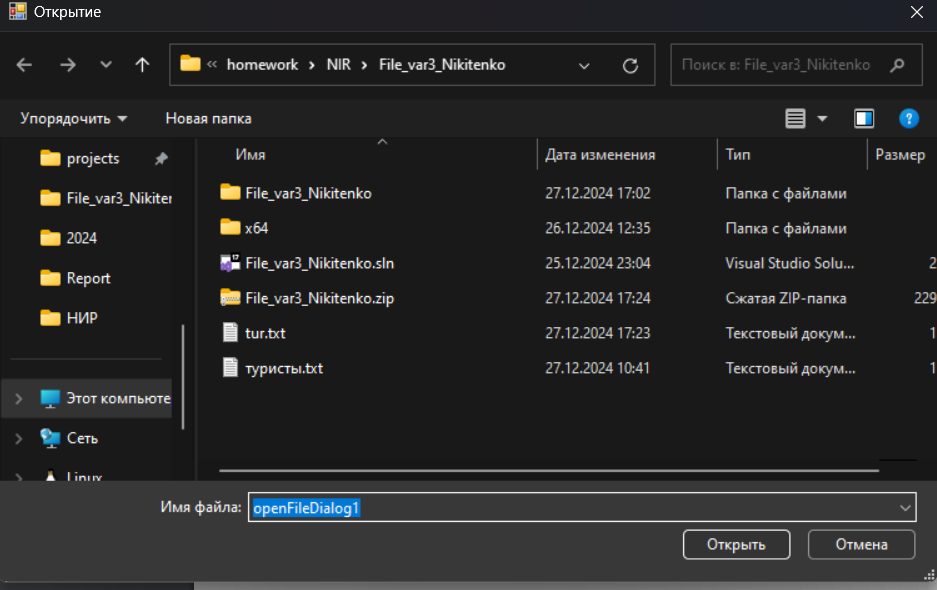 Открытие
« homework › NIR › File_var3_Nikitenko
Поиск в: File_var3_Nikitenko
Упорядочить
Новая папка
projects
File_var3_Nikiter
2024
Report
НИР
Этот компьюте
Сеть
Linux
Имя Дата изменения Тип Размер
File_var3_Nikitenko 27.12.2024 17:02 Папка с файлами
x64 26.12.2024 12:35 Папка с файлами
File_var3_Nikitenko.sln 25.12.2024 23:04 Visual Studio Solu... 2
File_var3_Nikitenko.zip 27.12.2024 17:24 Сжатая ZIP-папка 229
tur.txt 27.12.2024 17:23 Текстовый докум... 1
туристы.txt 27.12.2024 10:41 Текстовый докум... 1
Имя файла: openFileDialog1
Открыть Отмена